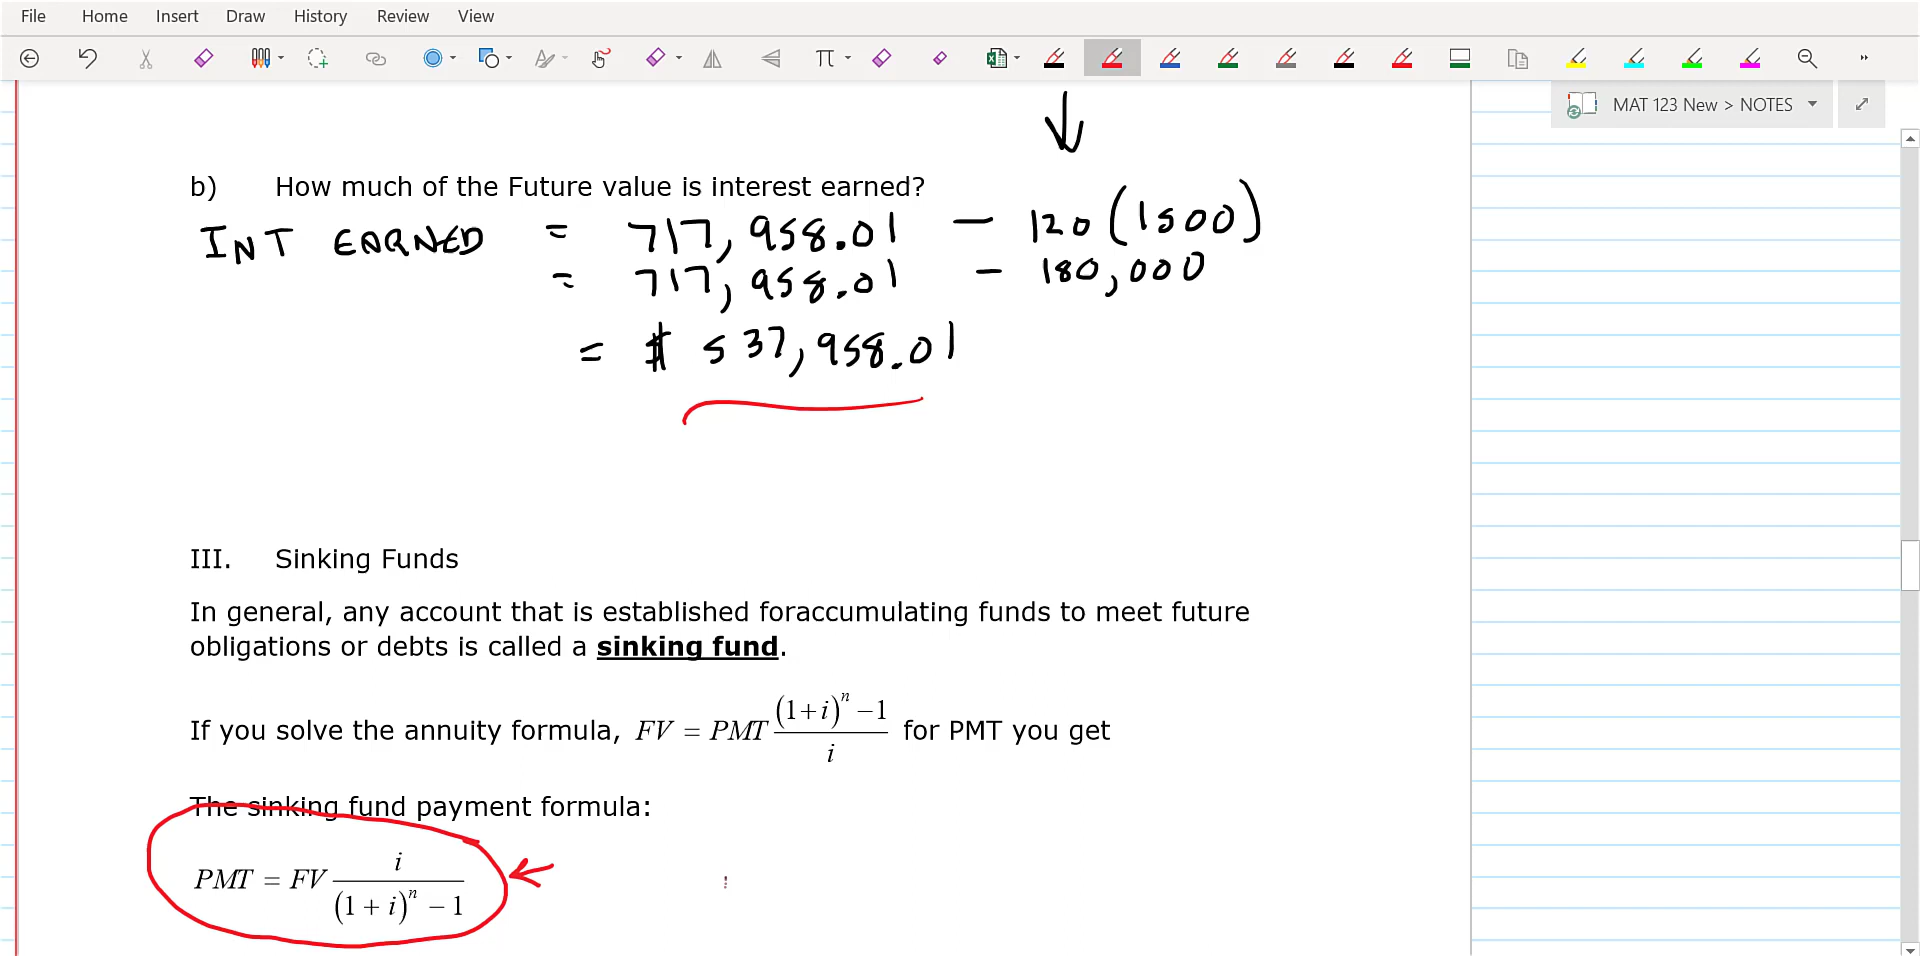 File Home Insert Draw History Review View
MAT 123 New > NOTES
b) How much of the Future value is interest earned?
INT EARNED = 717,958.01 - 120(1500)
= 717,958.01 - 180,000
= $ 537,958.01
III. Sinking Funds
In general, any account that is established foraccumulating funds to meet future
obligations or debts is called a sinking fund.
If you solve the annuity formula, FV = PMT ((1+i)^n −1)/i for PMT you get
The sinking fund payment formula:
PMT = FV i/((1 + i)^n − 1)